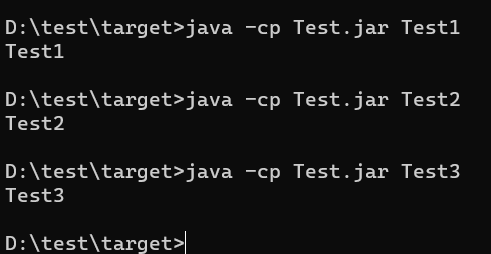 D:\test\target>java -cp Test.jar Test1
Test1
D:\test\target>java -cp Test.jar Test2
Test2
D:\test\target>java -cp Test.jar Test3
Test3
D:\test\target>